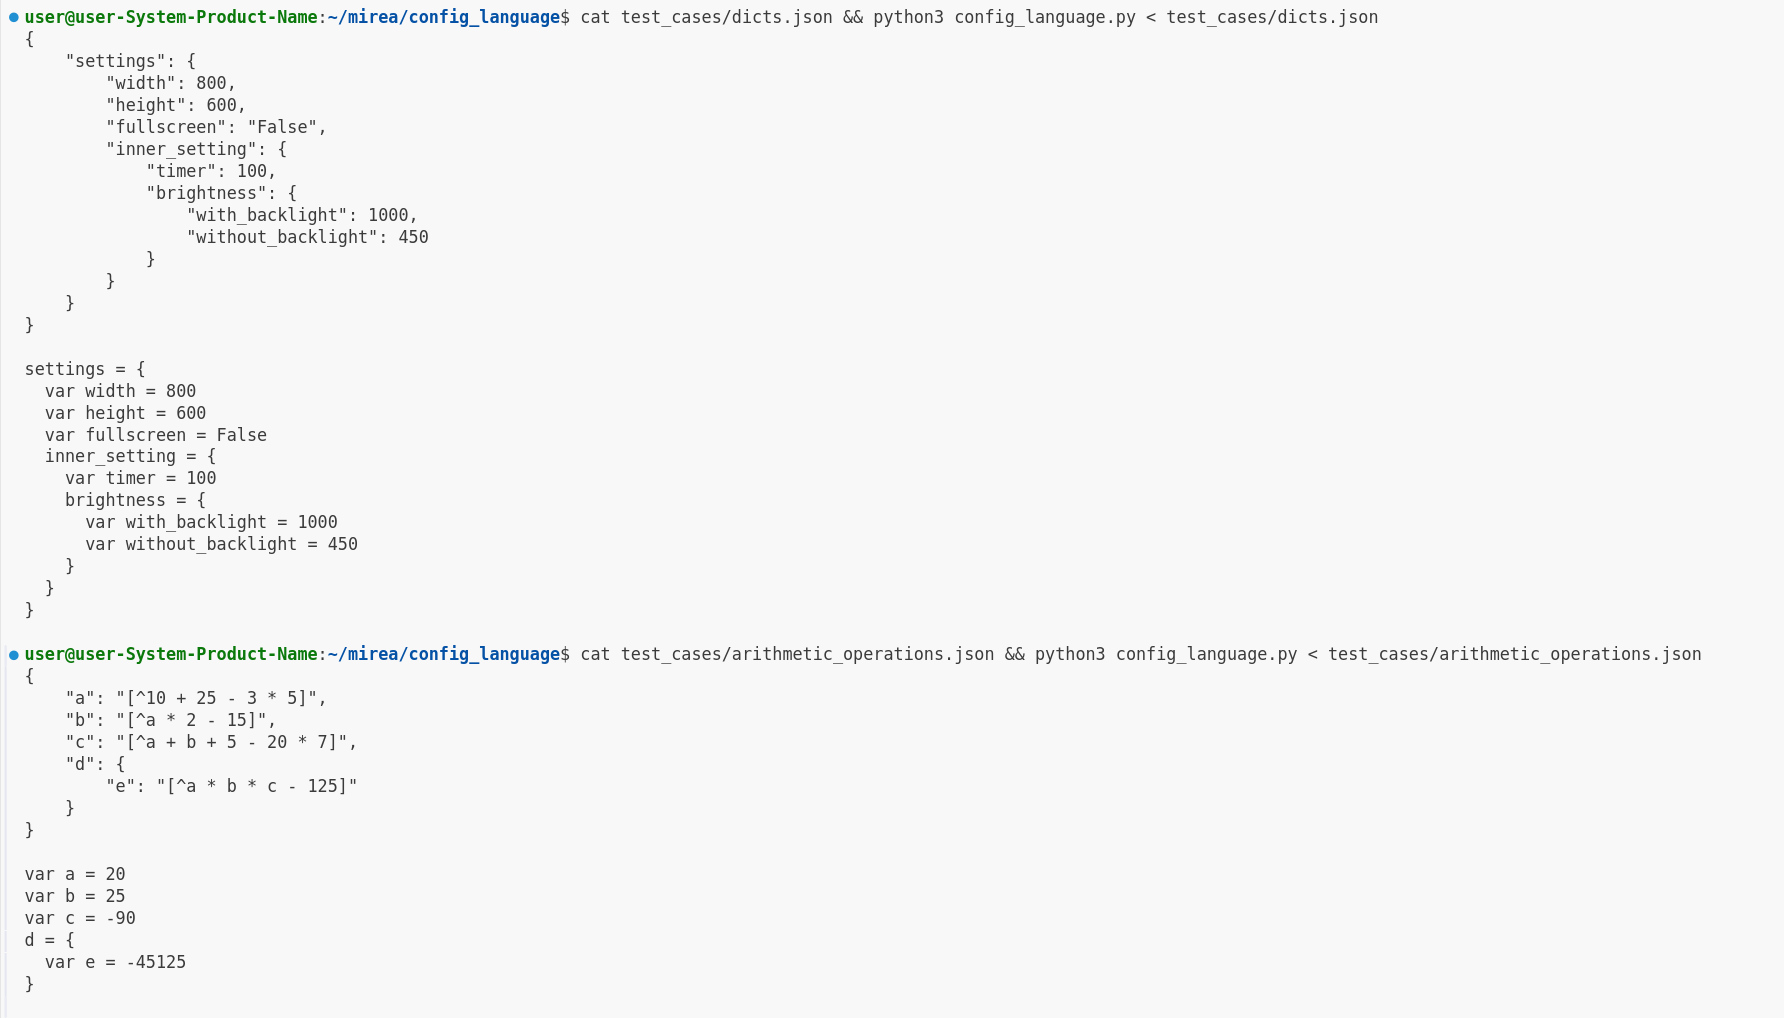 user@user-System-Product-Name:~/mirea/config_language$ cat test_cases/dicts.json && python3 config_language.py < test_cases/dicts.json
{
    "settings": {
        "width": 800,
        "height": 600,
        "fullscreen": "False",
        "inner_setting": {
            "timer": 100,
            "brightness": {
                "with_backlight": 1000,
                "without_backlight": 450
            }
        }
    }
}

settings = {
  var width = 800
  var height = 600
  var fullscreen = False
  inner_setting = {
    var timer = 100
    brightness = {
      var with_backlight = 1000
      var without_backlight = 450
    }
  }
}

user@user-System-Product-Name:~/mirea/config_language$ cat test_cases/arithmetic_operations.json && python3 config_language.py < test_cases/arithmetic_operations.json
{
    "a": "[^10 + 25 - 3 * 5]",
    "b": "[^a * 2 - 15]",
    "c": "[^a + b + 5 - 20 * 7]",
    "d": {
        "e": "[^a * b * c - 125]"
    }
}

var a = 20
var b = 25
var c = -90
d = {
  var e = -45125
}